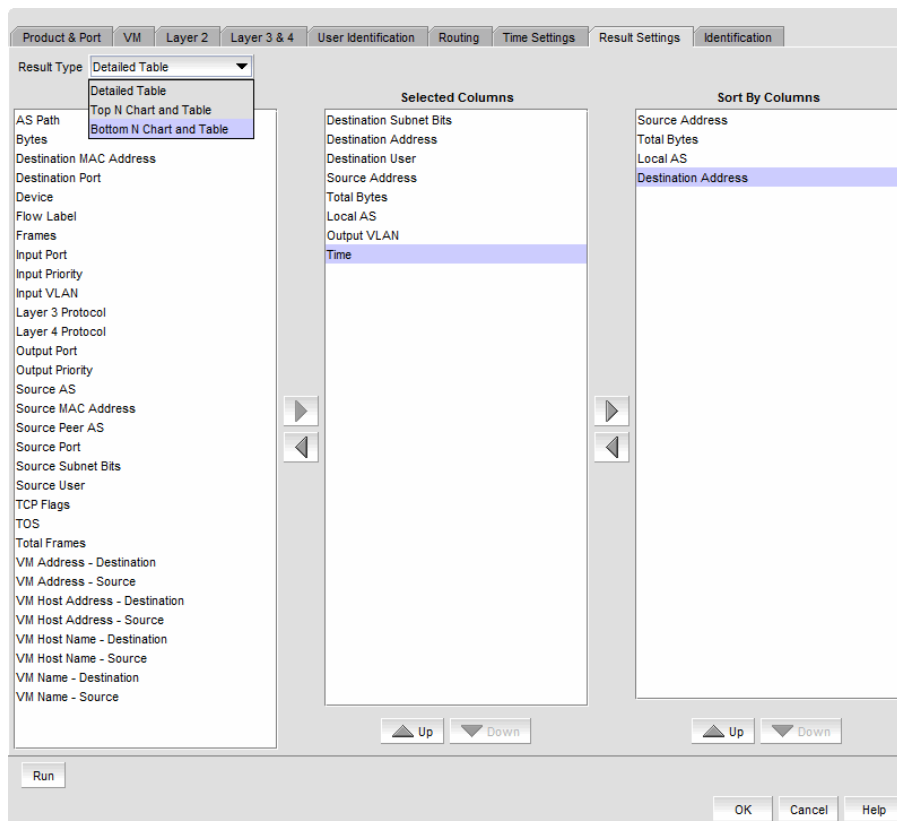 Product & Port VM Layer 2 Layer 3 & 4 User Identification Routing Time Settings Result Settings Identification
Result Type Detailed Table
Detailed Table
Top N Chart and Table
Bottom N Chart and Table
AS Path
Bytes
Destination MAC Address
Destination Port
Device
Flow Label
Frames
Input Port
Input Priority
Input VLAN
Layer 3 Protocol
Layer 4 Protocol
Output Port
Output Priority
Source AS
Source MAC Address
Source Peer AS
Source Port
Source Subnet Bits
Source User
TCP Flags
TOS
Total Frames
VM Address - Destination
VM Address - Source
VM Host Address - Destination
VM Host Address - Source
VM Host Name - Destination
VM Host Name - Source
VM Name - Destination
VM Name - Source
Selected Columns
Destination Subnet Bits
Destination Address
Destination User
Source Address
Total Bytes
Local AS
Output VLAN
Time
Up Down
Sort By Columns
Source Address
Total Bytes
Local AS
Destination Address
Up Down
Run
OK Cancel Help